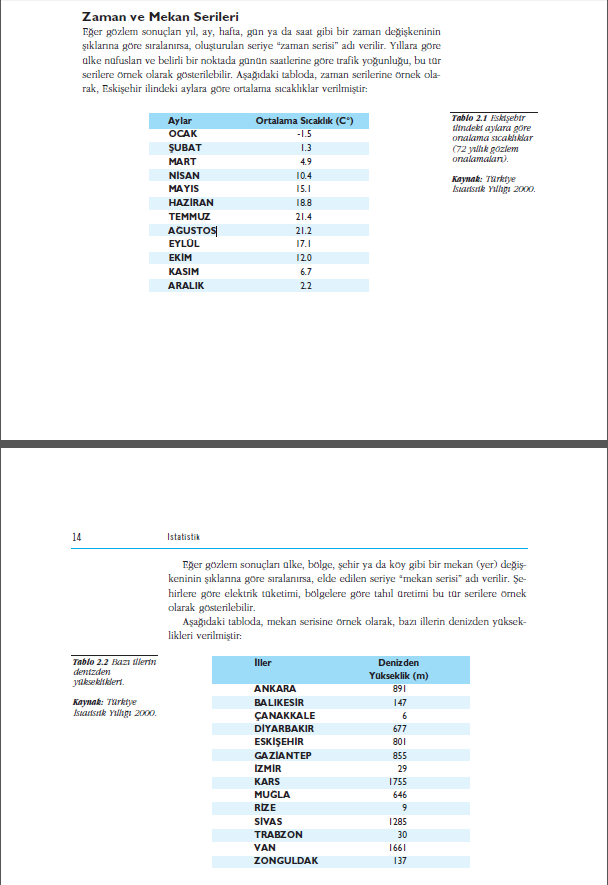 Zaman ve Mekan Serileri
Eğer gözlem sonuçları yıl, ay, hafta, gün ya da saat gibi bir zaman değişkeninin
şıklarına göre sıralanırsa, oluşturulan seriye "zaman serisi" adı verilir. Yıllara göre
ülke nüfusları ve belirli bir noktada günün saatlerine göre trafik yoğunluğu, bu tür
serilere örnek olarak gösterilebilir. Aşağıdaki tabloda, zaman serilerine örnek ola-
rak, Eskişehir ilindeki aylara göre ortalama sıcaklıklar verilmiştir:
Aylar Ortalama Sıcaklık (C°)
OCAK -1.5
ŞUBAT 1.3
MART 4.9
NİSAN 10.4
MAYIS 15.1
HAZİRAN 18.8
TEMMUZ 21.4
AĞUSTOS 21.2
EYLÜL 17.1
EKİM 12.0
KASIM 6.7
ARALIK 2.2
Tablo 2.1 Eskişehir
ilindeki aylara göre
ortalama sıcaklıklar
(72 yıllık gözlem
ortalamaları).
Kaynak: Türkiye
İstatistik Yıllığı 2000.
14 İstatistik
Eğer gözlem sonuçları ülke, bölge, şehir ya da köy gibi bir mekan (yer) değiş-
keninin şıklarına göre sıralanırsa, elde edilen seriye "mekan serisi" adı verilir. Şe-
hirlere göre elektrik tüketimi, bölgelere göre tahıl üretimi bu tür serilere örnek
olarak gösterilebilir.
Aşağıdaki tabloda, mekan serisine örnek olarak, bazı illerin denizden yüksek-
likleri verilmiştir:
Tablo 2.2 Bazı illerin
denizden
yükseklikleri.
Kaynak: Türkiye
İstatistik Yıllığı 2000.
İller Denizden
Yükseklik (m)
ANKARA 891
BALIKESİR 147
ÇANAKKALE 6
DİYARBAKIR 677
ESKİŞEHİR 801
GAZİANTEP 855
İZMİR 29
KARS 1755
MUĞLA 646
RİZE 9
SİVAS 1285
TRABZON 30
VAN 1661
ZONGULDAK 137